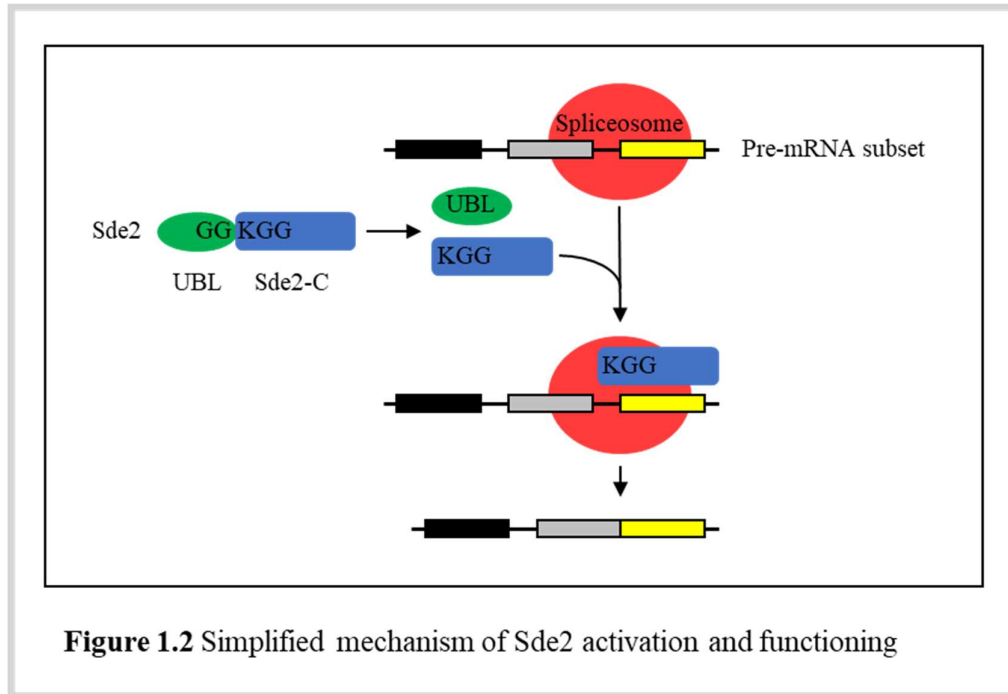 Spliceosome
Pre-mRNA subset
UBL
Sde2
GG KGG
KGG
UBL
Sde2-C
KGG
Figure 1.2 Simplified mechanism of Sde2 activation and functioning